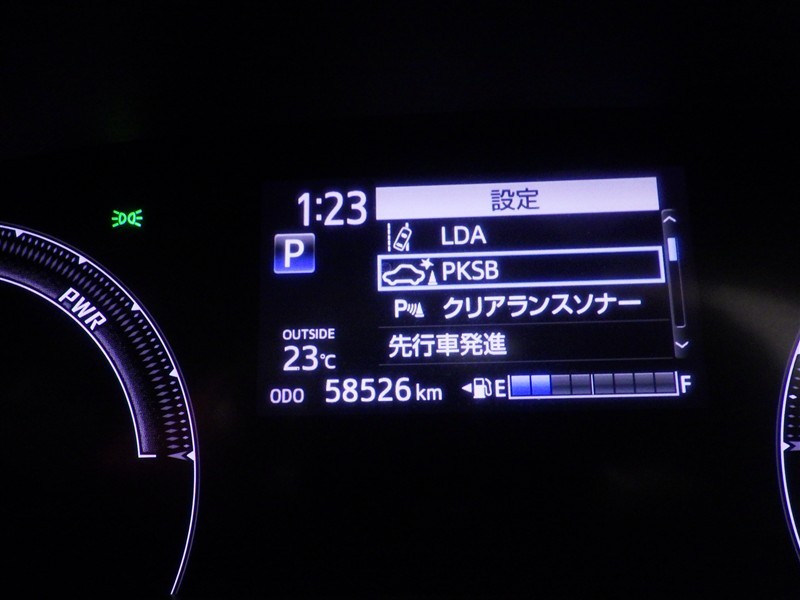 設定
1:23
LDA
P
PKSB
P クリアランスソナー
先行車発進
OUTSIDE
23℃
ODO 58526 km
E F
PWR